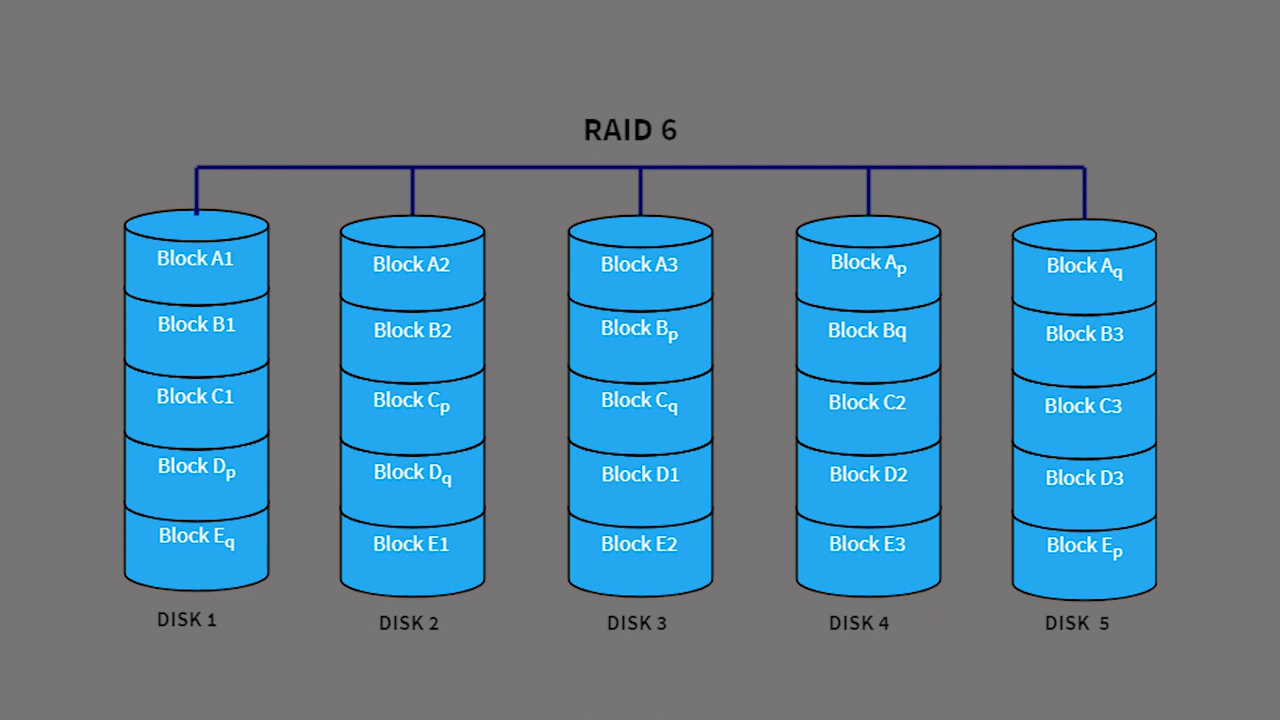 RAID 6
Block A1
Block B1
Block C1
Block Dp
Block Eq
DISK 1
Block A2
Block B2
Block Cp
Block Dq
Block E1
DISK 2
Block A3
Block Bp
Block Cq
Block D1
Block E2
DISK 3
Block Ap
Block Bq
Block C2
Block D2
Block E3
DISK 4
Block Aq
Block B3
Block C3
Block D3
Block Ep
DISK 5